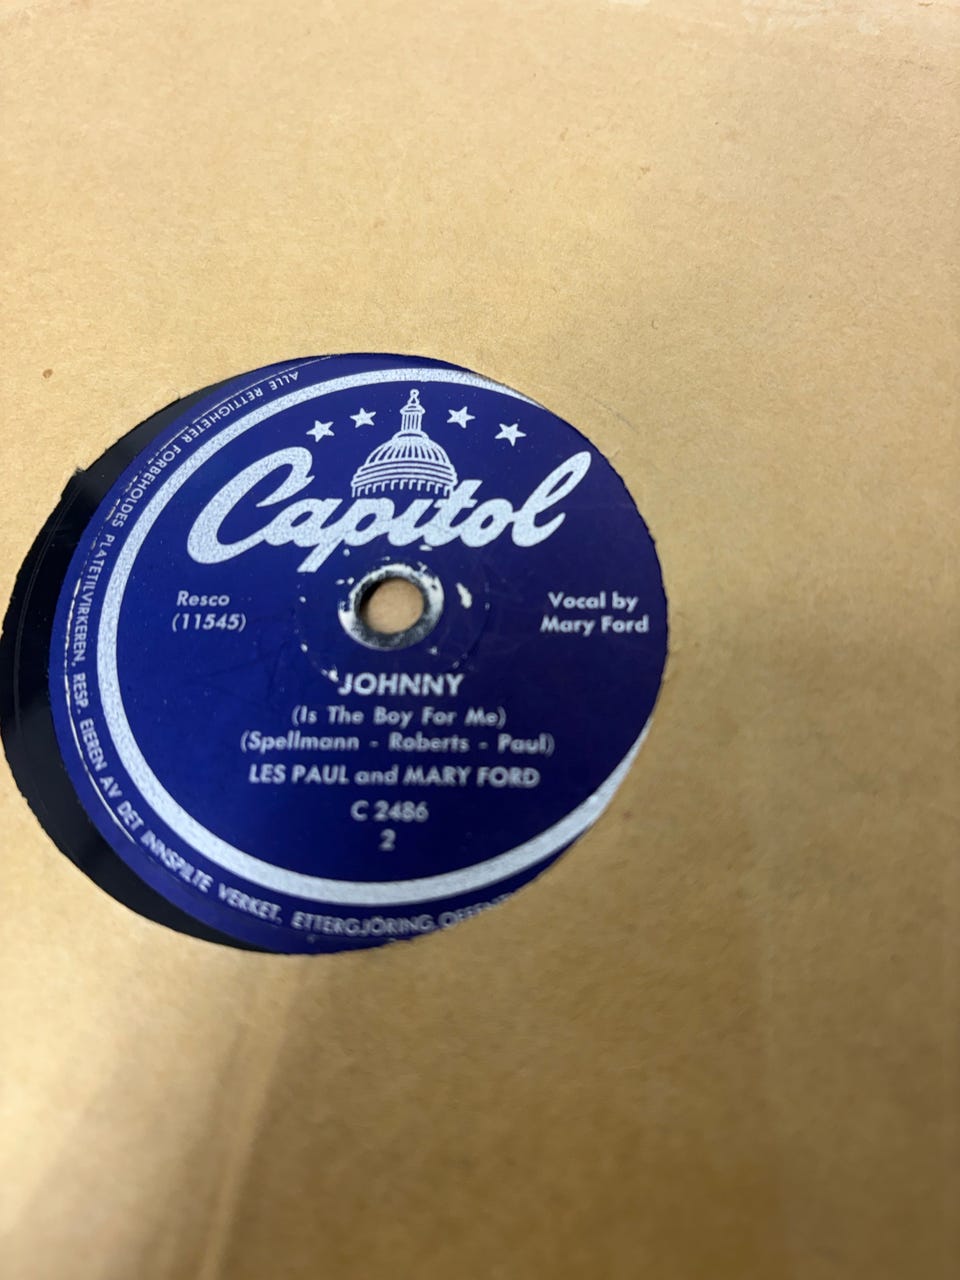 Capitol
Resco
(11545)
Vocal by
Mary Ford
JOHNNY
(Is The Boy For Me)
(Spellmann - Roberts - Paul)
LES PAUL and MARY FORD
C 2486
2
ALLE RETTIGHETER FORBEHOLDES PLATETILVIRKEREN, RESP. EIEREN AV DET INNSPILTE VERKET. ETTERGJÖRING,